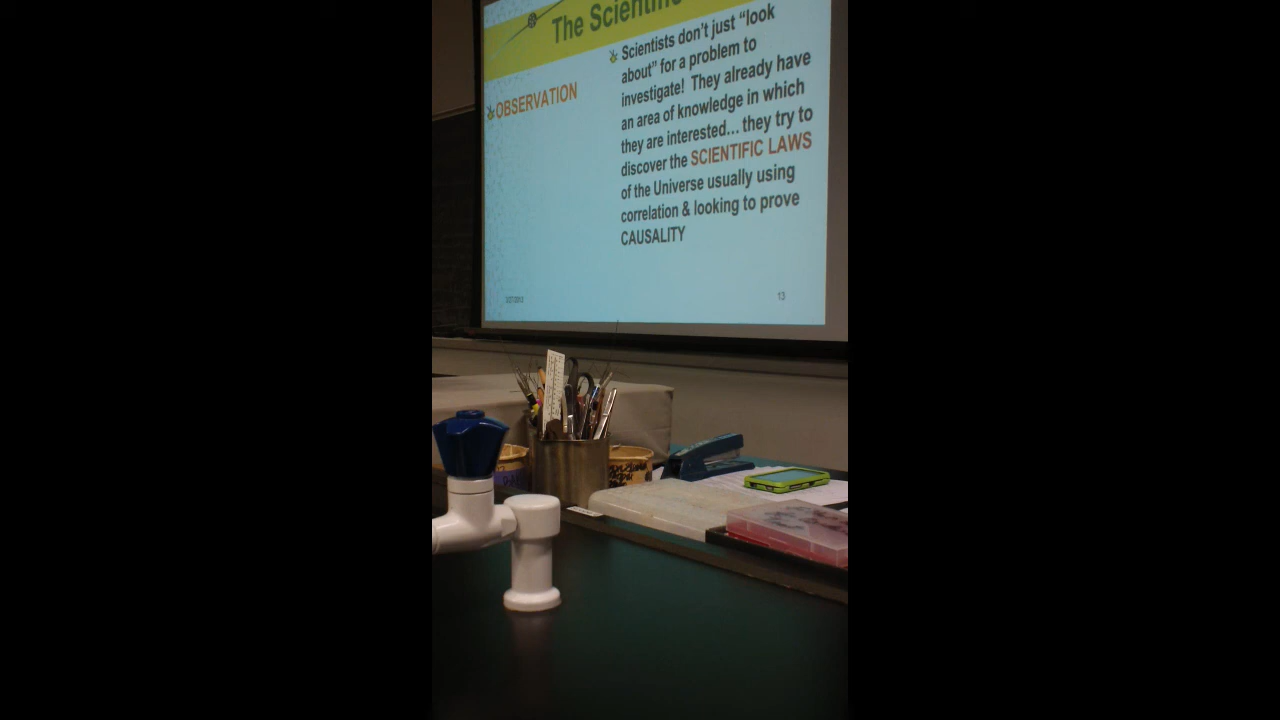 The Scientific
OBSERVATION
Scientists don't just “look
about” for a problem to
investigate! They already have
an area of knowledge in which
they are interested… they try to
discover the SCIENTIFIC LAWS
of the Universe usually using
correlation & looking to prove
CAUSALITY
13